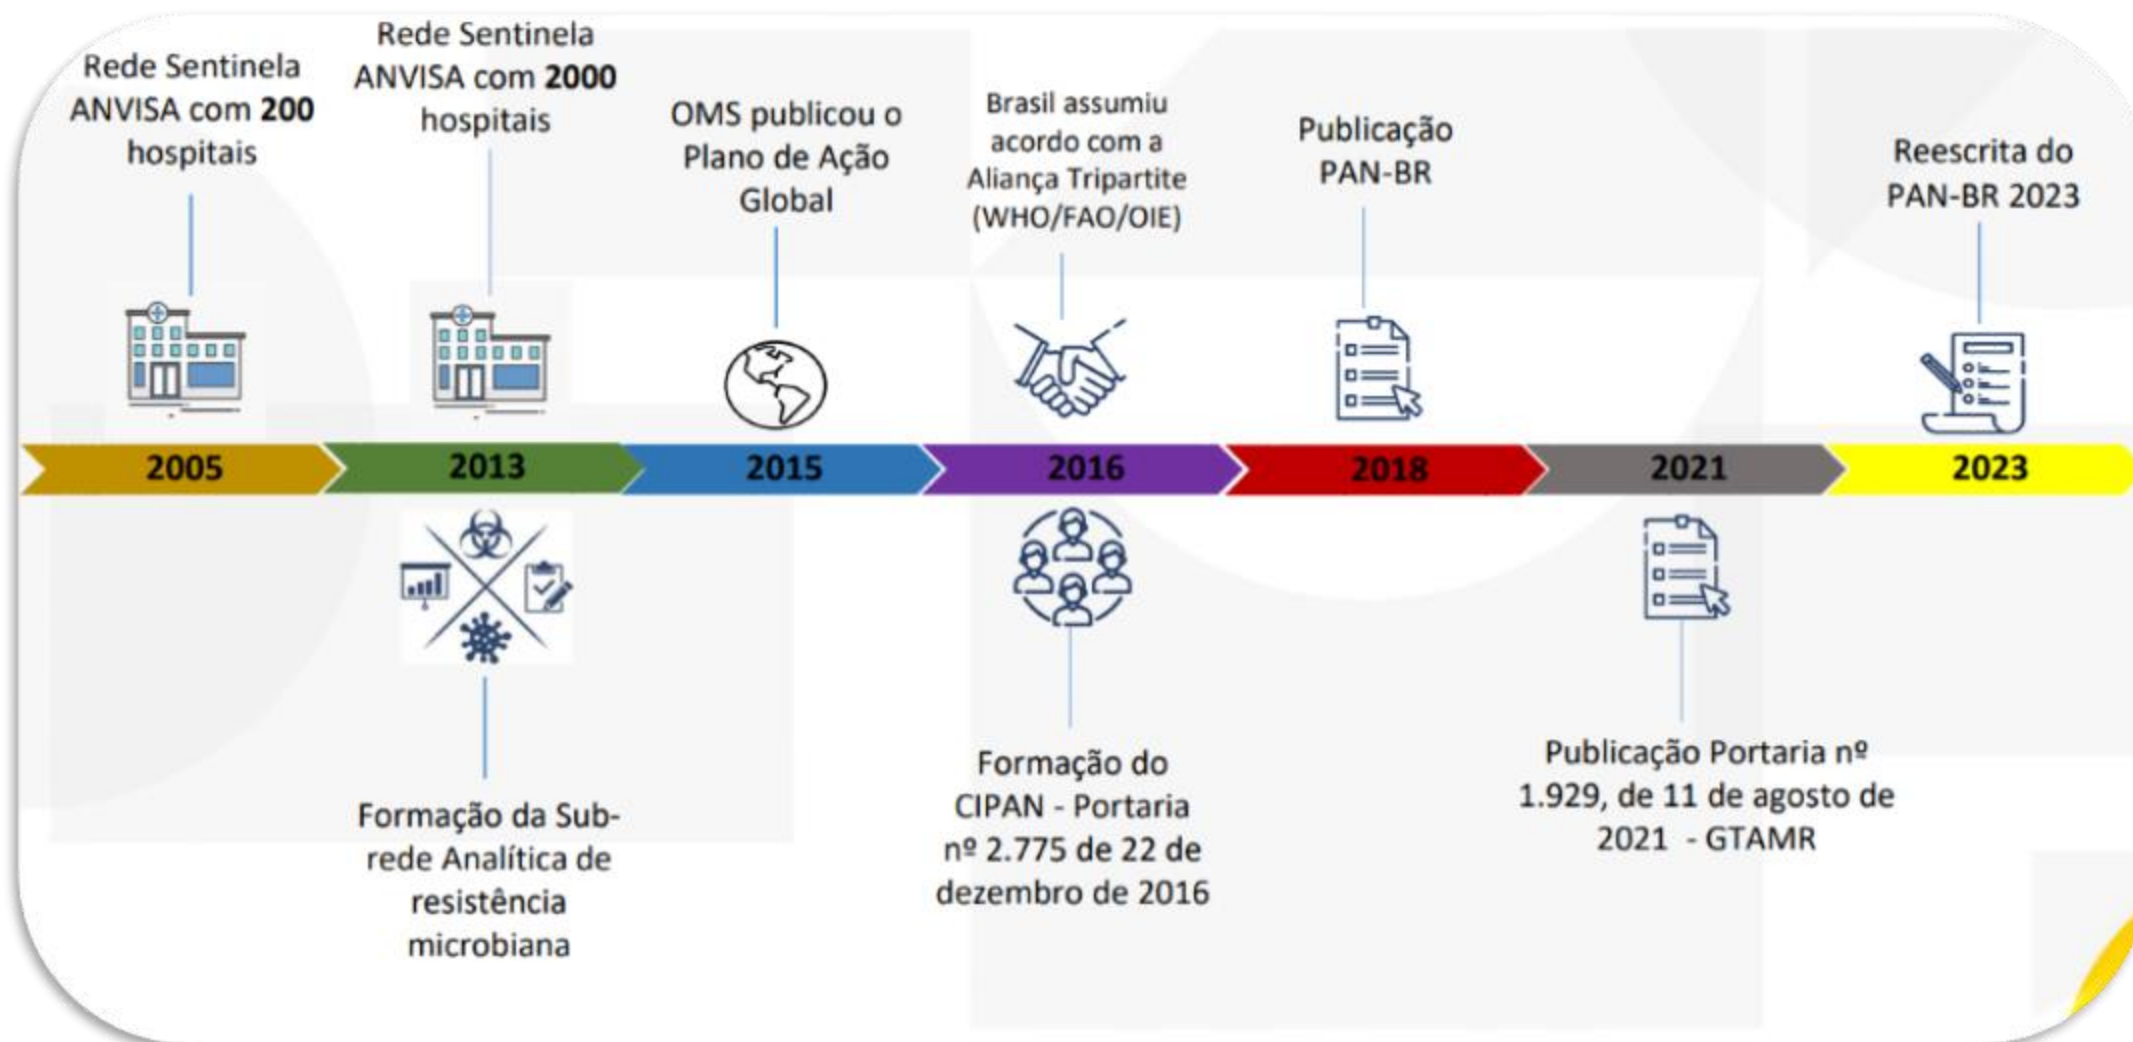 Rede Sentinela
ANVISA com 200
hospitais
Rede Sentinela
ANVISA com 2000
hospitais
OMS publicou o
Plano de Ação
Global
Brasil assumiu
acordo com a
Aliança Tripartite
(WHO/FAO/OIE)
Publicação
PAN-BR
Reescrita do
PAN-BR 2023
2005
2013
2015
2016
2018
2021
2023
Formação da Sub-
rede Analítica de
resistência
microbiana
Formação do
CIPAN - Portaria
nº 2.775 de 22 de
dezembro de 2016
Publicação Portaria nº
1.929, de 11 de agosto de
2021 - GTAMR